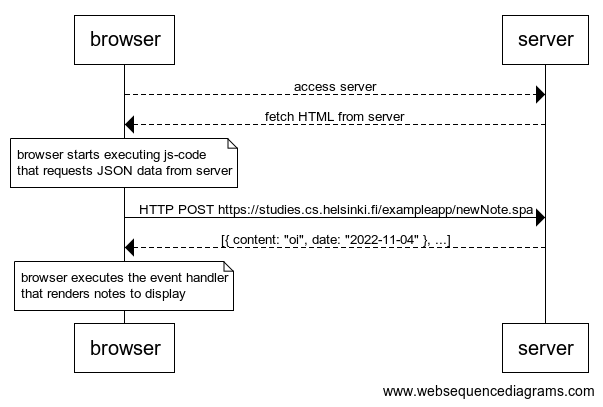 browser
server
access server
fetch HTML from server
browser starts executing js-code
that requests JSON data from server
HTTP POST https://studies.cs.helsinki.fi/exampleapp/newNote.spa
[{ content: "oi", date: "2022-11-04" }, ...]
browser executes the event handler
that renders notes to display
browser
server
www.websequencediagrams.com